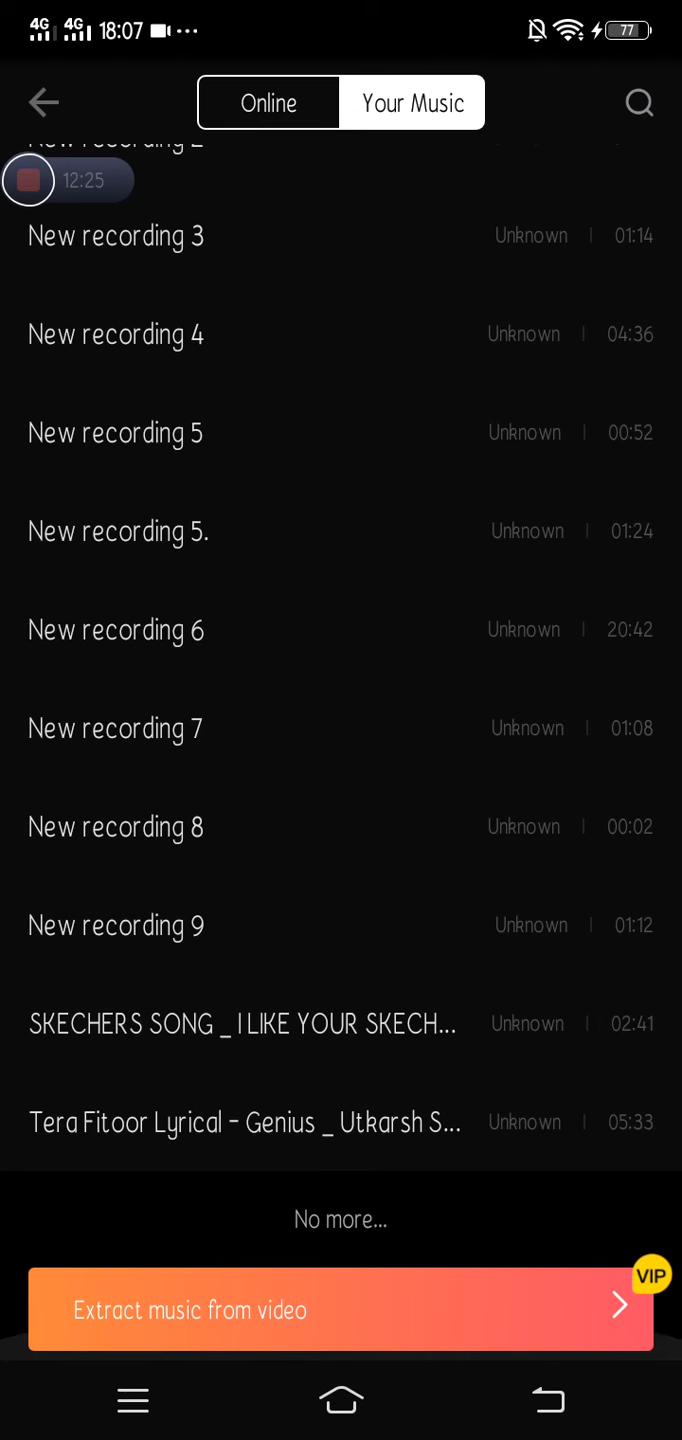 4G 4G 18:07 77
Online Your Music
New recording 2
12:25
New recording 3 Unknown | 01:14
New recording 4 Unknown | 04:36
New recording 5 Unknown | 00:52
New recording 5. Unknown | 01:24
New recording 6 Unknown | 20:42
New recording 7 Unknown | 01:08
New recording 8 Unknown | 00:02
New recording 9 Unknown | 01:12
SKECHERS SONG _ I LIKE YOUR SKECH... Unknown | 02:41
Tera Fitoor Lyrical - Genius _ Utkarsh S... Unknown | 05:33
No more...
VIP
Extract music from video